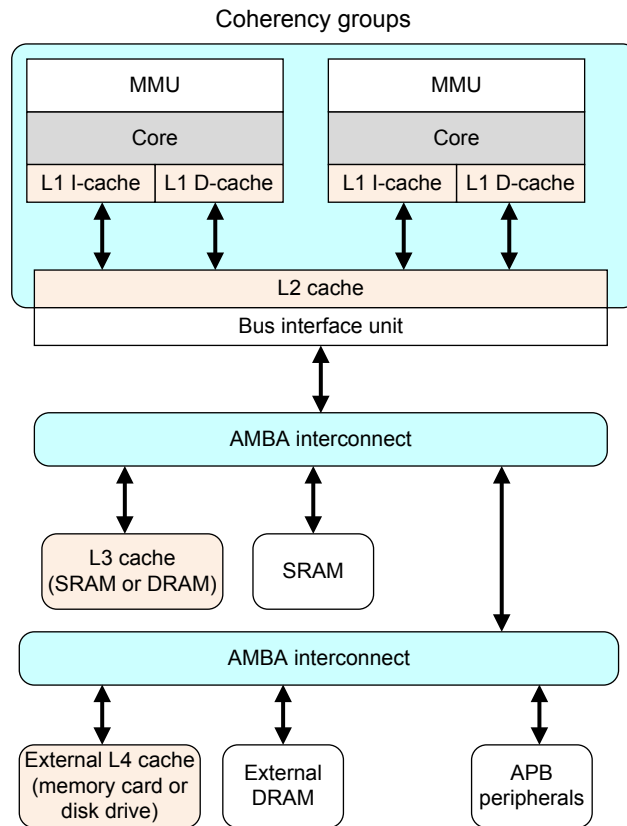 Coherency groups
MMU
Core
L1 I-cache
L1 D-cache
MMU
Core
L1 I-cache
L1 D-cache
L2 cache
Bus interface unit
AMBA interconnect
L3 cache
(SRAM or DRAM)
SRAM
AMBA interconnect
External L4 cache
(memory card or
disk drive)
External
DRAM
APB
peripherals